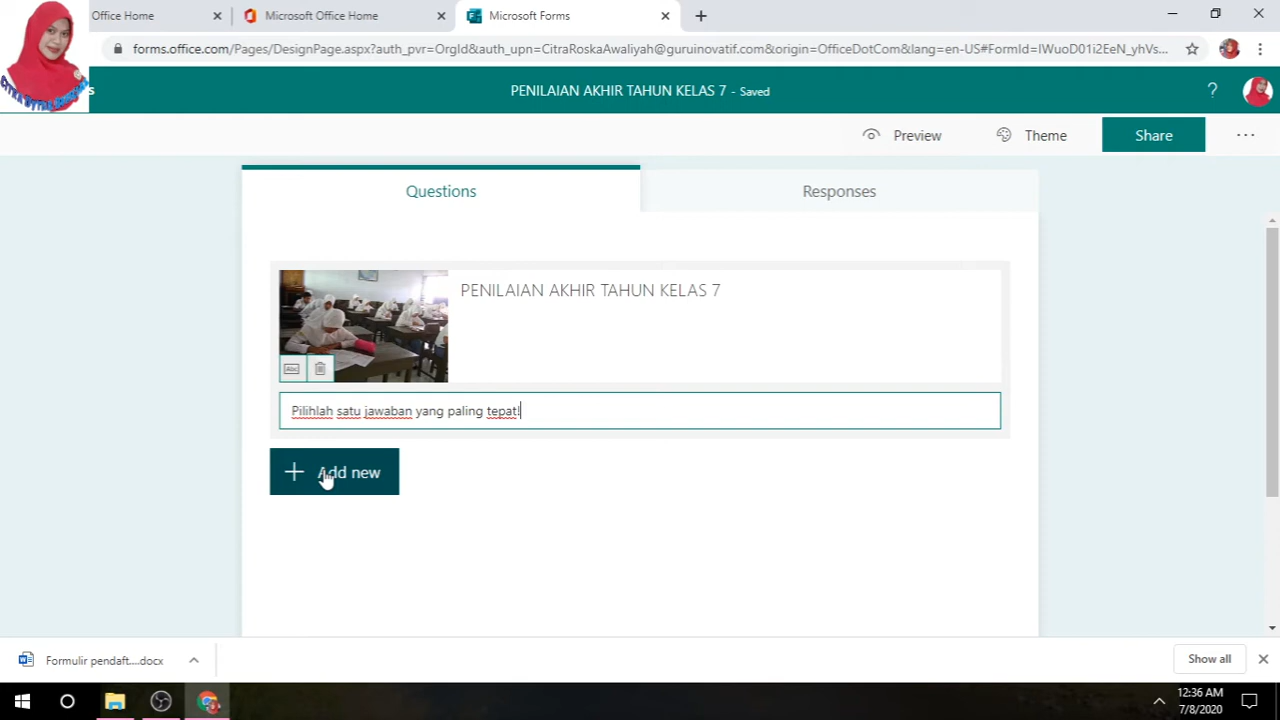 Office Home
Microsoft Office Home
Microsoft Forms
forms.office.com/Pages/DesignPage.aspx?auth_pvr=OrgId&auth_upn=CitraRoskaAwaliyah@guruinovatif.com&origin=OfficeDotCom&lang=en-US#FormId=IWuoD01i2EeN_yhVs...
s
PENILAIAN AKHIR TAHUN KELAS 7 - Saved
?
Preview
Theme
Share
Questions
Responses
PENILAIAN AKHIR TAHUN KELAS 7
Abc
Pilihlah satu jawaban yang paling tepat!
Add new
Formulir pendaft....docx
Show all
12:36 AM
7/8/2020